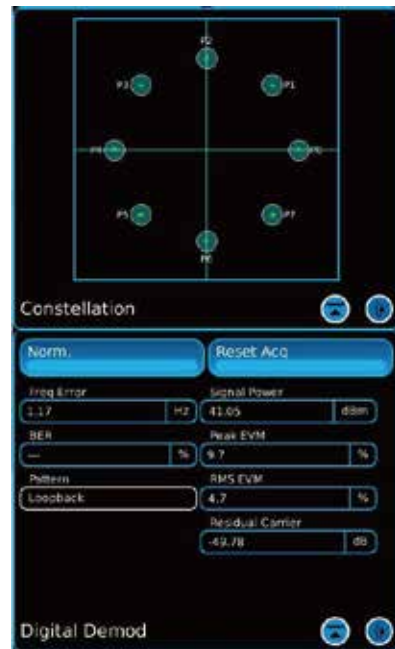 P2
P3
P1
P4
P0
P5
P7
P6
Constellation
Norm.
Reset Acq
Freq Error
Signal Power
1.17
Hz
41.05
dBm
BER
Peak EVM
---
%
9.7
%
Pattern
RMS EVM
Loopback
4.7
%
Residual Carrier
-49.78
dB
Digital Demod